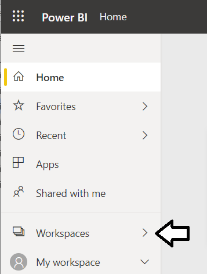 Power BI Home
Home
Favorites
Recent
Apps
Shared with me
Workspaces
My workspace